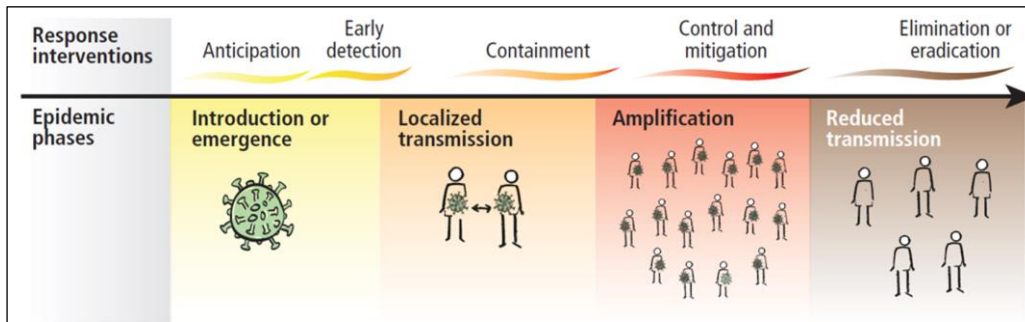 Response
interventions
Anticipation
Early
detection
Containment
Control and
mitigation
Elimination or
eradication
Epidemic
phases
Introduction or
emergence
Localized
transmission
Amplification
Reduced
transmission